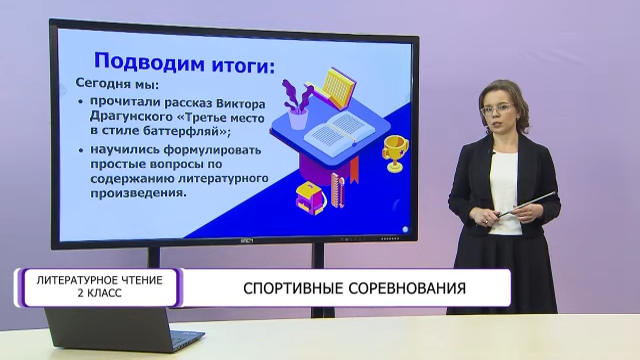 Подводим итоги:
Сегодня мы:
• прочитали рассказ Виктора
Драгунского «Третье место
в стиле баттерфляй»;
• научились формулировать
простые вопросы по
содержанию литературного
произведения.
ЛИТЕРАТУРНОЕ ЧТЕНИЕ
2 КЛАСС
СПОРТИВНЫЕ СОРЕВНОВАНИЯ